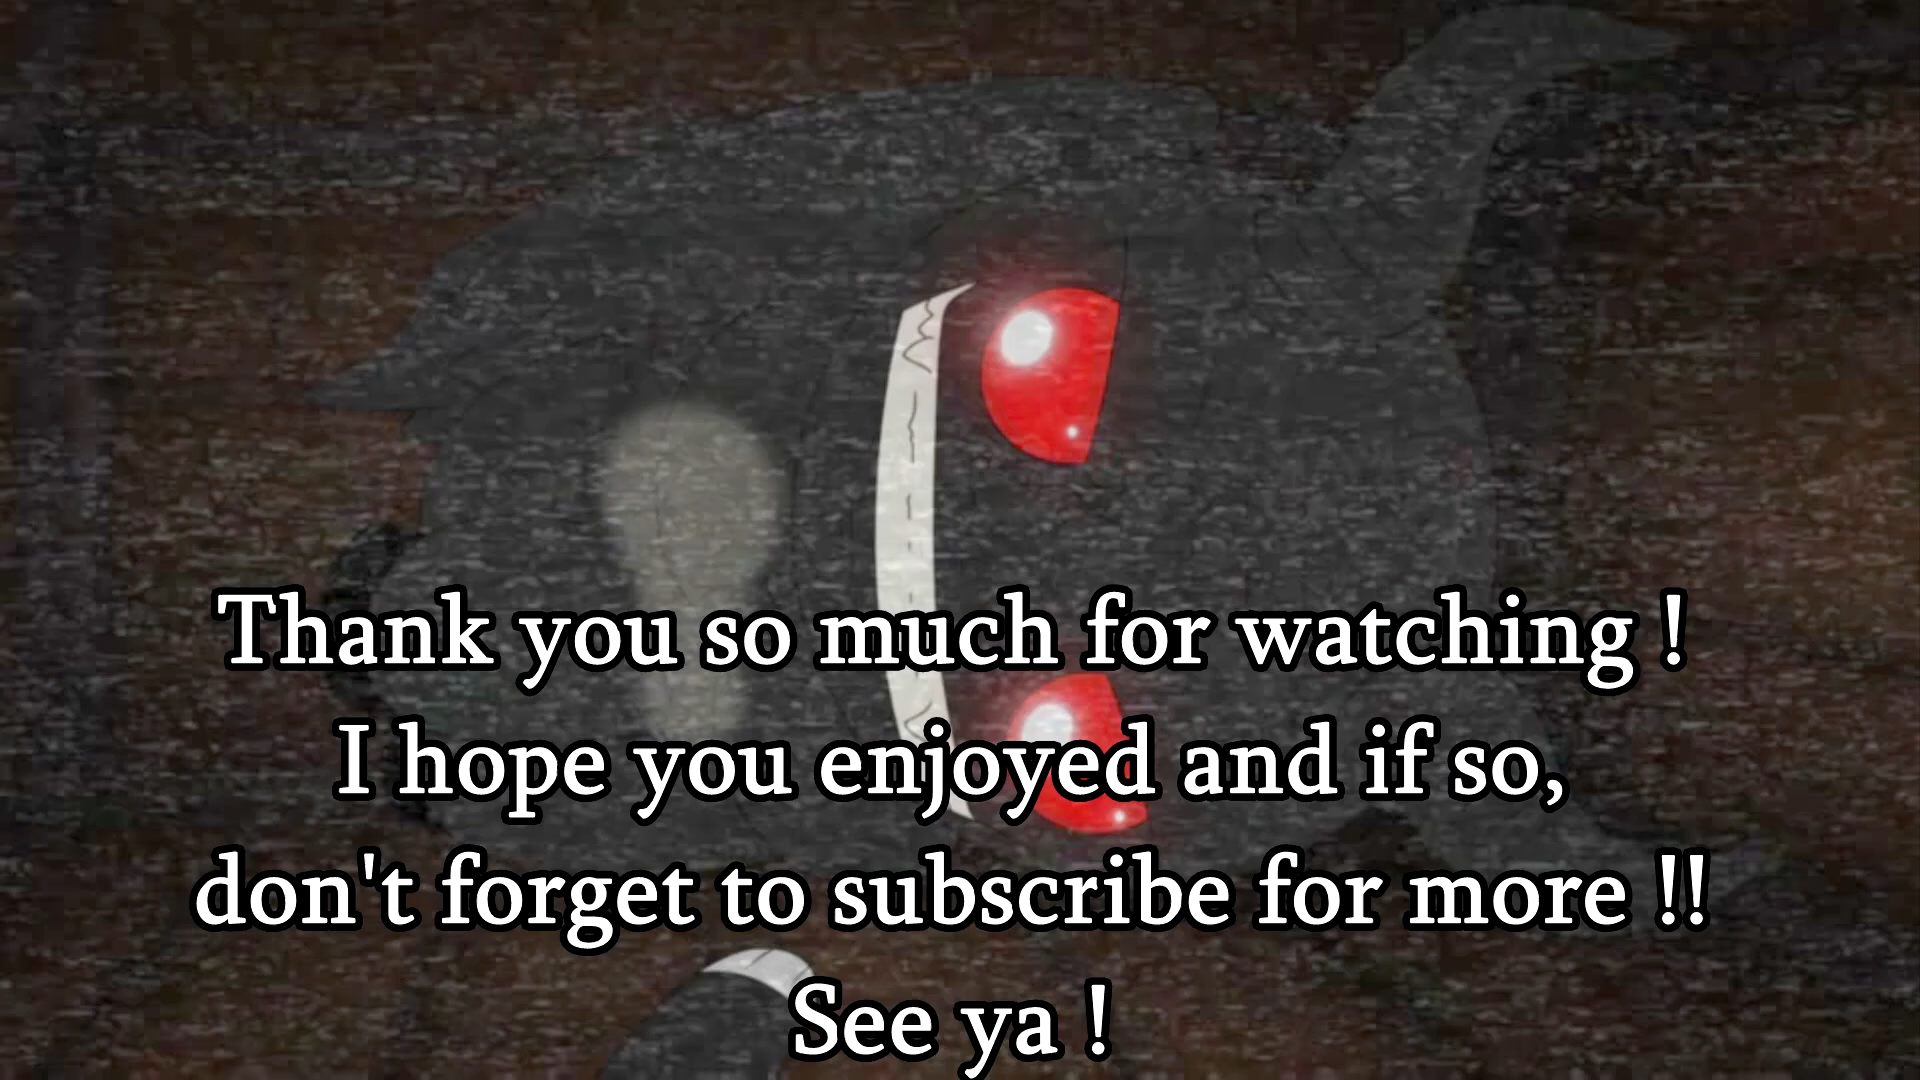 Thank you so much for watching !
I hope you enjoyed and if so,
don't forget to subscribe for more !!
See ya !